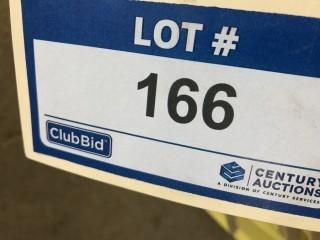 LOT #
166
ClubBid
CENTURY
AUCTIONS
A DIVISION OF CENTURY SERVICES